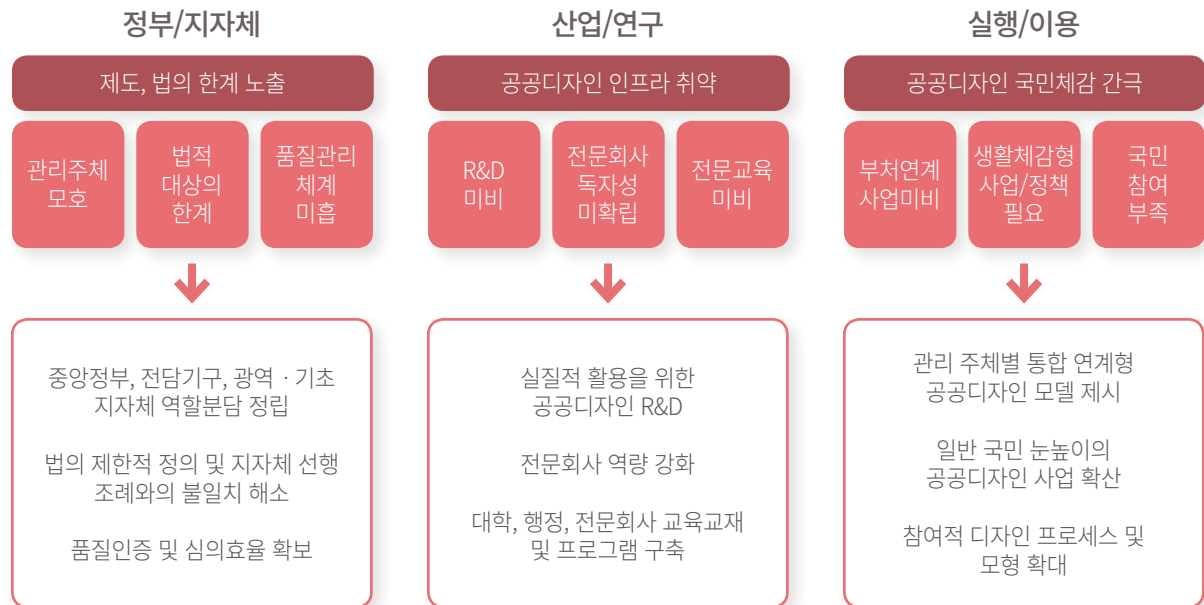 정부/지자체
제도, 법의 한계 노출
관리주체
모호
법적
대상의
한계
품질관리
체계
미흡
중앙정부, 전담기구, 광역 · 기초
지자체 역할분담 정립
법의 제한적 정의 및 지자체 선행
조례와의 불일치 해소
품질인증 및 심의효율 확보
산업/연구
공공디자인 인프라 취약
R&D
미비
전문회사
독자성
미확립
전문교육
미비
실질적 활용을 위한
공공디자인 R&D
전문회사 역량 강화
대학, 행정, 전문회사 교육교재
및 프로그램 구축
실행/이용
공공디자인 국민체감 간극
부처연계
사업미비
생활체감형
사업/정책
필요
국민
참여
부족
관리 주체별 통합 연계형
공공디자인 모델 제시
일반 국민 눈높이의
공공디자인 사업 확산
참여적 디자인 프로세스 및
모형 확대